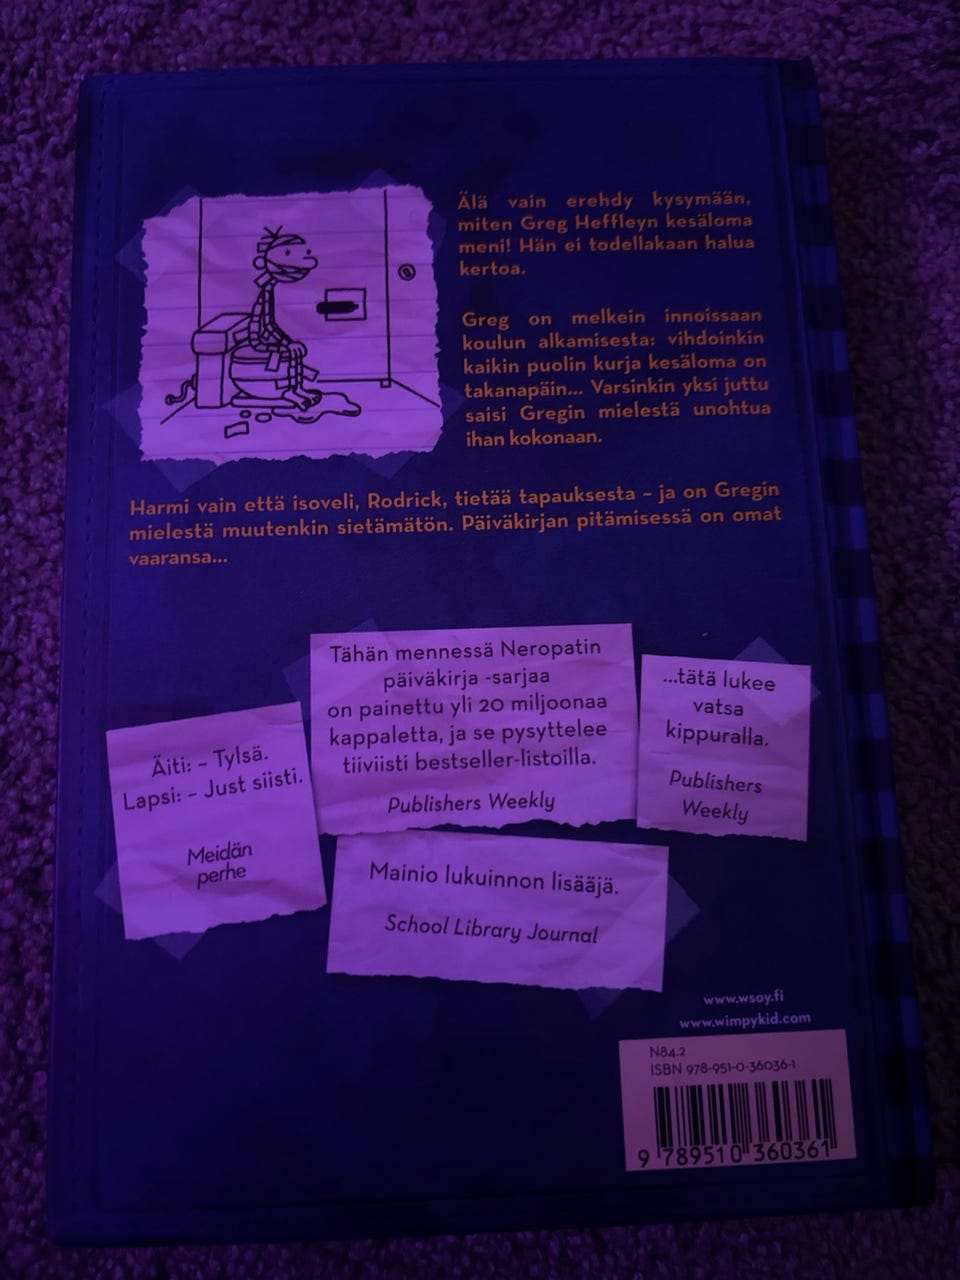 Älä vain erehdy kysymään,
miten Greg Heffleyn kesäloma
meni! Hän ei todellakaan halua
kertoa.
Greg on melkein innoissaan
koulun alkamisesta: vihdoinkin
kaikin puolin kurja kesäloma on
takanapäin... Varsinkin yksi juttu
saisi Gregin mielestä unohtua
ihan kokonaan.
Harmi vain että isoveli, Rodrick, tietää tapauksesta – ja on Gregin
mielestä muutenkin sietämätön. Päiväkirjan pitämisessä on omat
vaaransa...
Äiti: – Tylsä.
Lapsi: – Just siisti.
Meidän
perhe
Tähän mennessä Neropatin
päiväkirja -sarjaa
on painettu yli 20 miljoonaa
kappaletta, ja se pysyttelee
tiiviisti bestseller-listoilla.
Publishers Weekly
...tätä lukee
vatsa
kippuralla.
Publishers
Weekly
Mainio lukuinnon lisääjä.
School Library Journal
www.wsoy.fi
www.wimpykid.com
N84.2
ISBN 978-951-0-36036-1
9 789510 360361